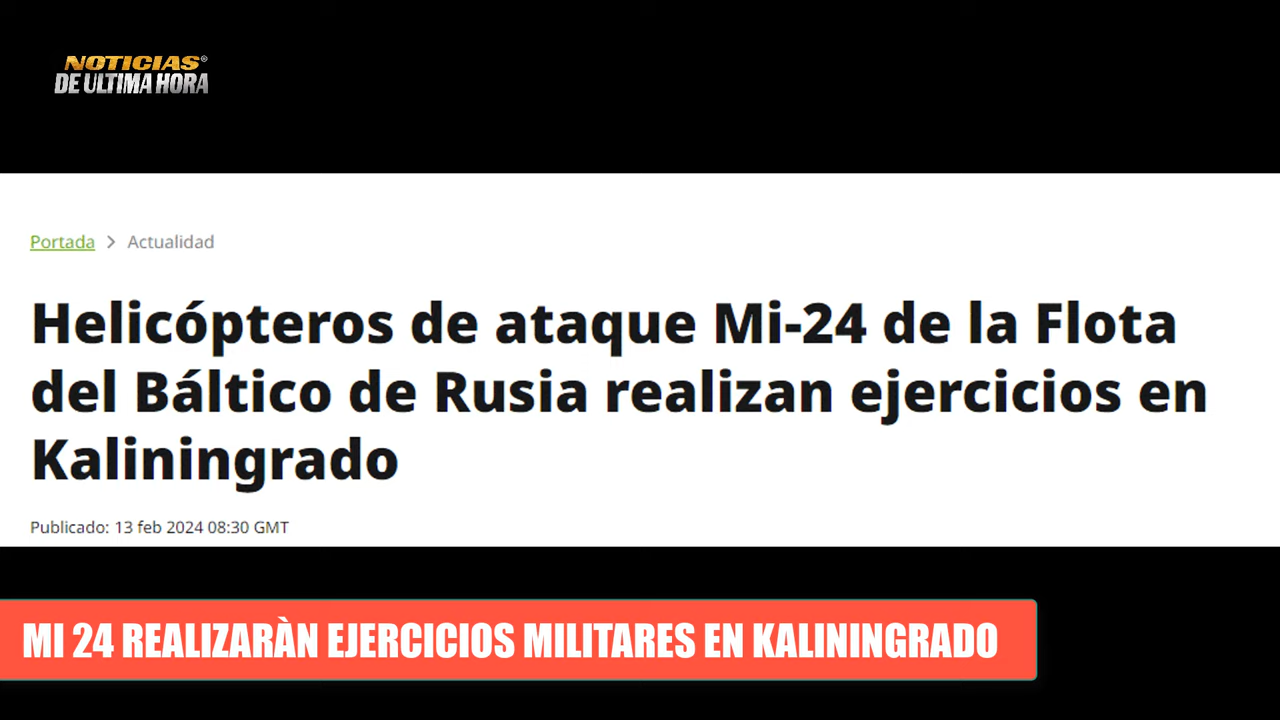 NOTICIAS®
DE ULTIMA HORA
Portada > Actualidad
Helicópteros de ataque Mi-24 de la Flota
del Báltico de Rusia realizan ejercicios en
Kaliningrado
Publicado: 13 feb 2024 08:30 GMT
MI 24 REALIZARÀN EJERCICIOS MILITARES EN KALININGRADO